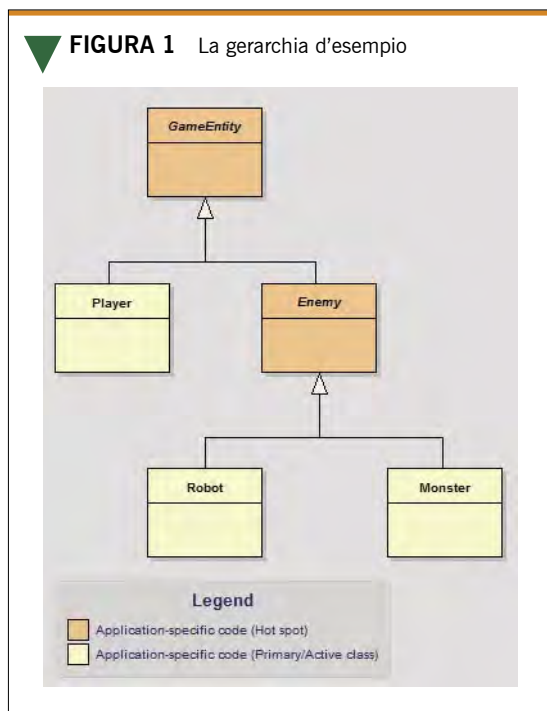 FIGURA 1 La gerarchia d'esempio
GameEntity
Player
Enemy
Robot
Monster
Legend
Application-specific code (Hot spot)
Application-specific code (Primary/Active class)